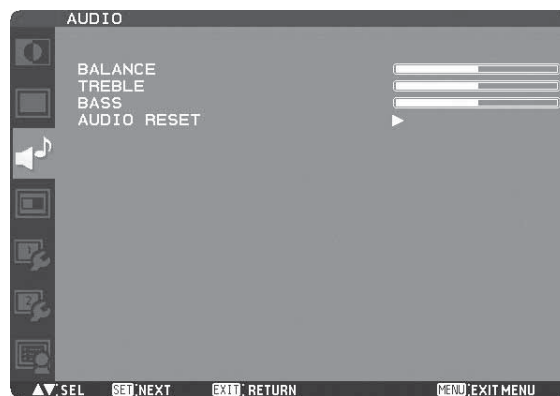 AUDIO
BALANCE
TREBLE
BASS
AUDIO RESET
▲▼:SEL SET:NEXT EXIT:RETURN MENU:EXIT MENU